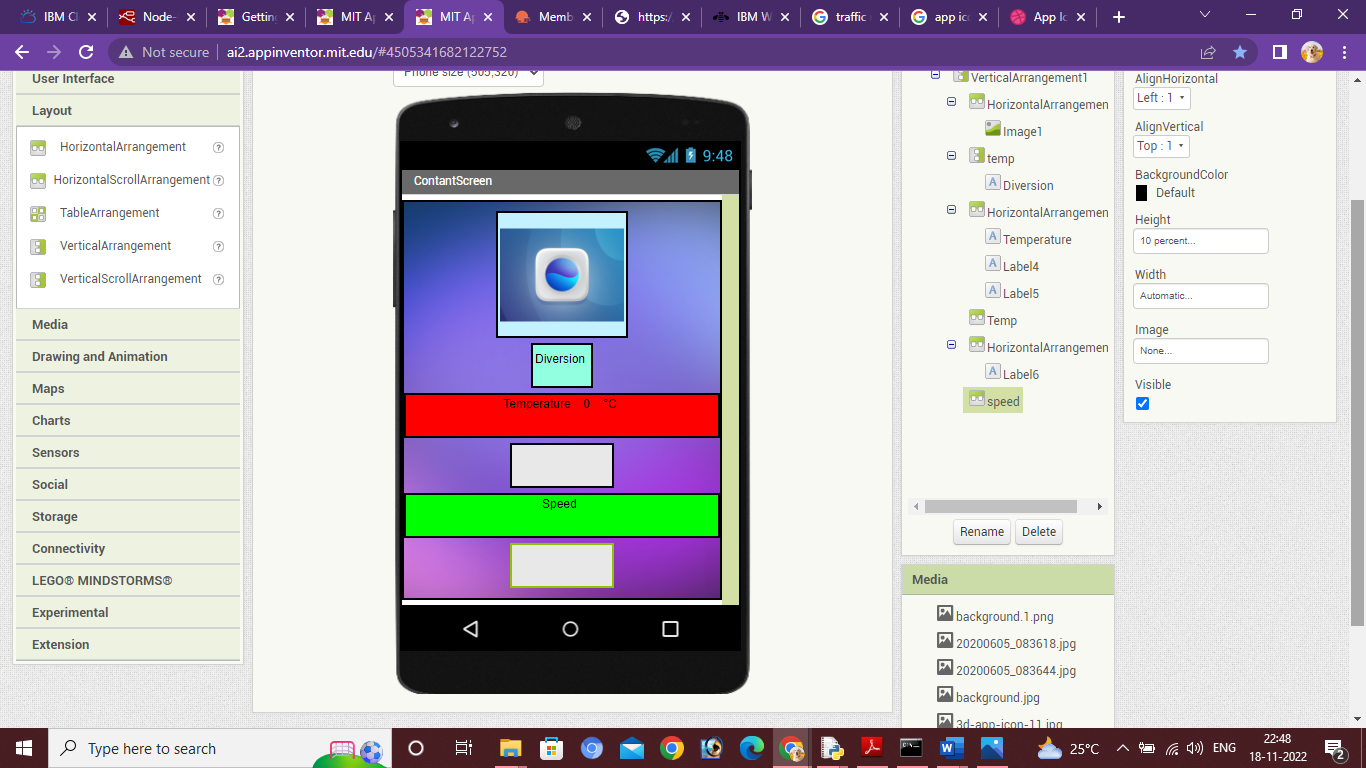 IBM Cl
Node-
Getting
MIT Ap
MIT Ap
Memb
https:/
IBM W
traffic
app ico
App Ic
Not secure
ai2.appinventor.mit.edu/#4505341682122752
User Interface
Layout
HorizontalArrangement
HorizontalScrollArrangement
TableArrangement
VerticalArrangement
VerticalScrollArrangement
Media
Drawing and Animation
Maps
Charts
Sensors
Social
Storage
Connectivity
LEGO® MINDSTORMS®
Experimental
Extension
Phone size (505,320)
9:48
ContantScreen
Diversion
Temperature 0 °C
Speed
VerticalArrangement1
HorizontalArrangemen
Image1
temp
Diversion
HorizontalArrangemen
Temperature
Label4
Label5
Temp
HorizontalArrangemen
Label6
speed
Rename
Delete
Media
background.1.png
20200605_083618.jpg
20200605_083644.jpg
background.jpg
3d-app-icon-11.jpg
AlignHorizontal
Left : 1
AlignVertical
Top : 1
BackgroundColor
Default
Height
10 percent...
Width
Automatic...
Image
None...
Visible
Type here to search
25°C
ENG
22:48
18-11-2022
2